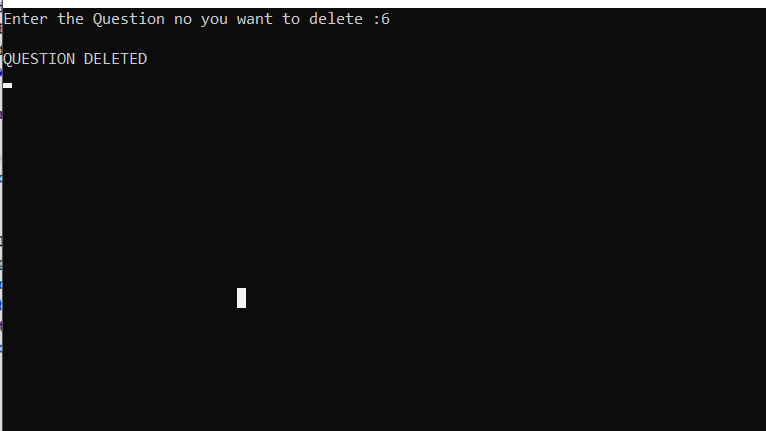 Enter the Question no you want to delete :6
QUESTION DELETED